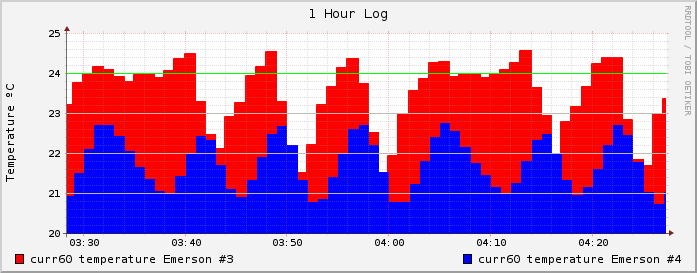 1 Hour Log
RRDTOOL / TOBI OETIKER
Temperature ºC
25
24
23
22
21
20
03:30 03:40 03:50 04:00 04:10 04:20
curr60 temperature Emerson #3 curr60 temperature Emerson #4